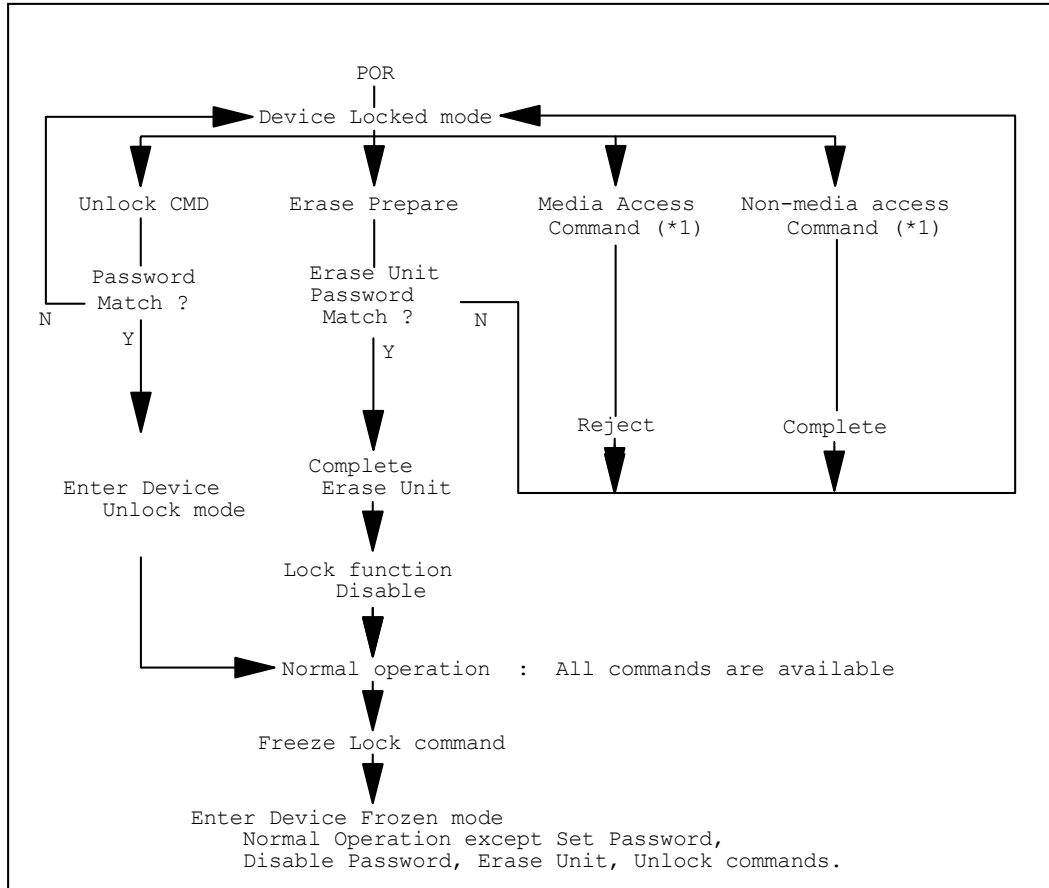 POR
Device Locked mode
Unlock CMD
Erase Prepare
Media Access
Command (*1)
Non-media access
Command (*1)
Password
Match ?
N
Y
Erase Unit
Password
Match ?
N
Y
Reject
Complete
Complete
Erase Unit
Enter Device
Unlock mode
Lock function
Disable
Normal operation : All commands are available
Freeze Lock command
Enter Device Frozen mode
Normal Operation except Set Password,
Disable Password, Erase Unit, Unlock commands.